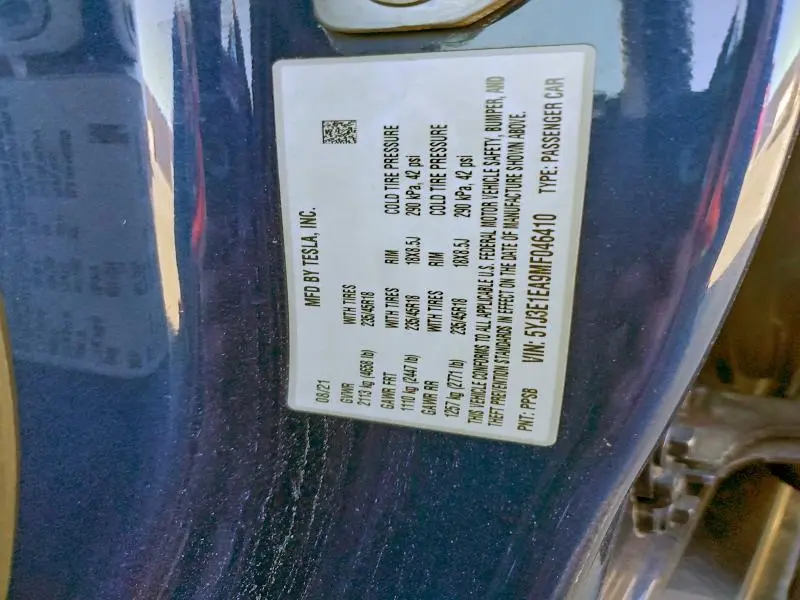 MFD BY TESLA, INC.
08/21
GVWR WITH TIRES
2113 kg (4658 lb) 235/45R18
GAWR FRT WITH TIRES RIM COLD TIRE PRESSURE
1110 kg (2447 lb) 235/45R18 18X8.5J 290 kPa, 42 psi
GAWR RR WITH TIRES RIM COLD TIRE PRESSURE
1257 kg (2771 lb) 235/45R18 18X8.5J 290 kPa, 42 psi
THIS VEHICLE CONFORMS TO ALL APPLICABLE U.S. FEDERAL MOTOR VEHICLE SAFETY, BUMPER, AND
THEFT PREVENTION STANDARDS IN EFFECT ON THE DATE OF MANUFACTURE SHOWN ABOVE.
PNT: PPSB VIN: 5YJ3E1EA9MF046410 TYPE: PASSENGER CAR